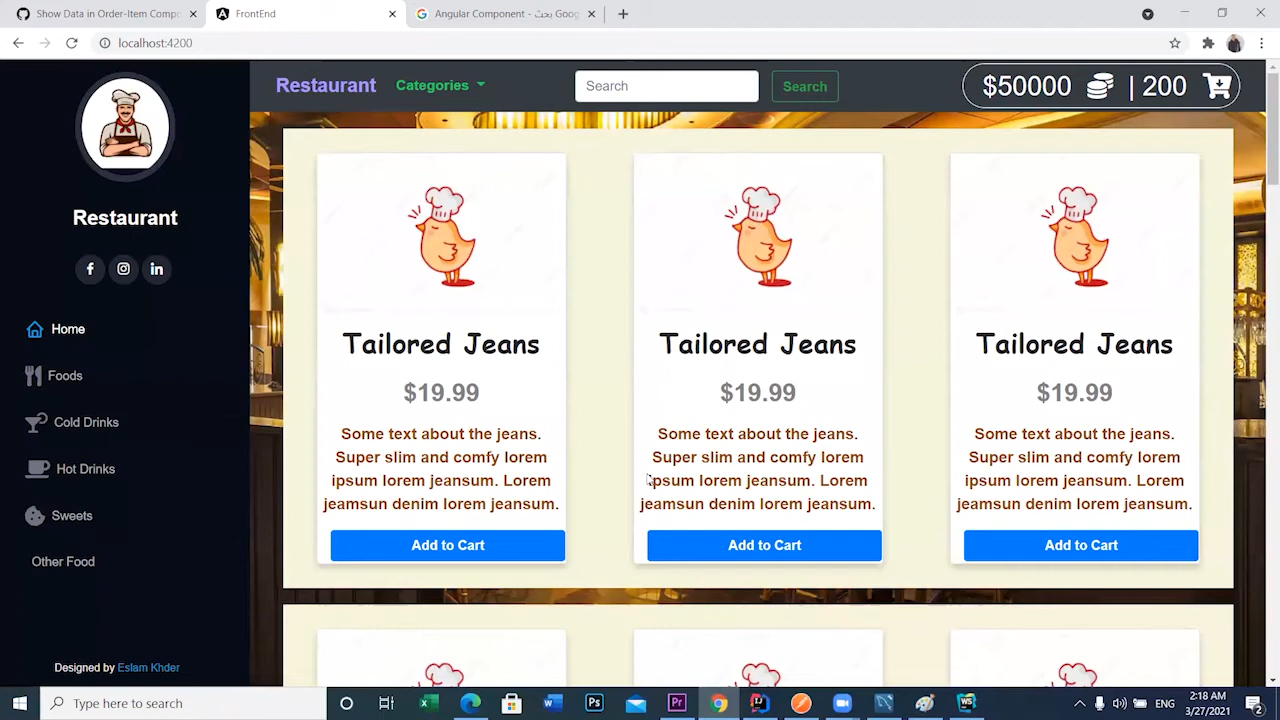 Show Data in Order-Item Compo
FrontEnd
Angular Component - بحث Goog
localhost:4200
Restaurant
Categories
Search
Search
$50000 | 200
Restaurant
Home
Foods
Cold Drinks
Hot Drinks
Sweets
Other Food
Designed by Eslam Khder
Tailored Jeans
$19.99
Some text about the jeans.
Super slim and comfy lorem
ipsum lorem jeansum. Lorem
jeamsun denim lorem jeansum.
Add to Cart
Tailored Jeans
$19.99
Some text about the jeans.
Super slim and comfy lorem
ipsum lorem jeansum. Lorem
jeamsun denim lorem jeansum.
Add to Cart
Tailored Jeans
$19.99
Some text about the jeans.
Super slim and comfy lorem
ipsum lorem jeansum. Lorem
jeamsun denim lorem jeansum.
Add to Cart
Type here to search
ENG
2:18 AM
3/27/2021
2